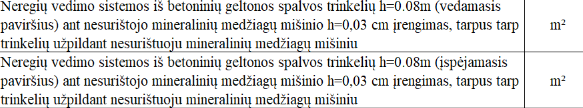 Neregių vedimo sistemos iš betoninių geltonos spalvos trinkelių h=0.08m (vedamasis
paviršius) ant nesurištojo mineralinių medžiagų mišinio h=0,03 cm įrengimas, tarpus tarp
trinkelių užpildant nesurištuoju mineralinių medžiagų mišiniu
m²
Neregių vedimo sistemos iš betoninių geltonos spalvos trinkelių h=0.08m (įspėjamasis
paviršius) ant nesurištojo mineralinių medžiagų mišinio h=0,03 cm įrengimas, tarpus tarp
trinkelių užpildant nesurištuoju mineralinių medžiagų mišiniu
m²